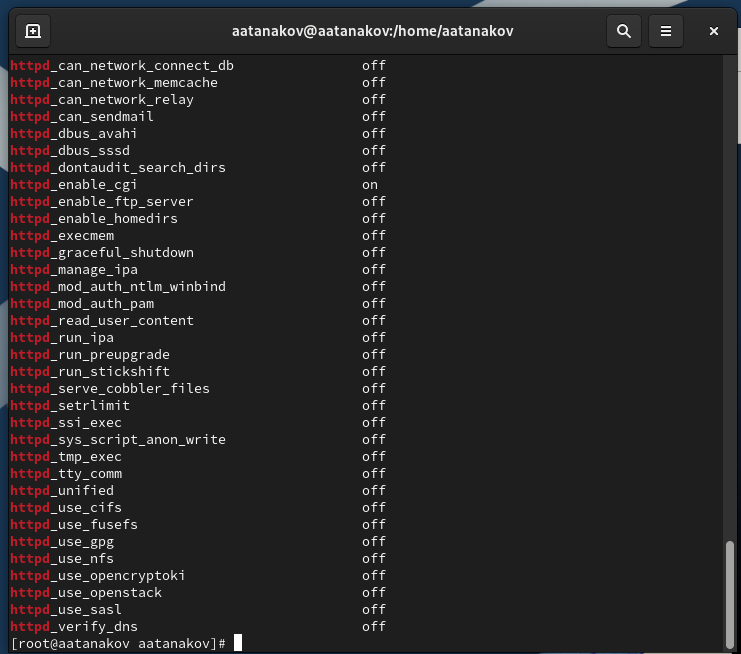 aatanakov@aatanakov:/home/aatanakov
httpd_can_network_connect_db off
httpd_can_network_memcache off
httpd_can_network_relay off
httpd_can_sendmail off
httpd_dbus_avahi off
httpd_dbus_sssd off
httpd_dontaudit_search_dirs off
httpd_enable_cgi on
httpd_enable_ftp_server off
httpd_enable_homedirs off
httpd_execmem off
httpd_graceful_shutdown off
httpd_manage_ipa off
httpd_mod_auth_ntlm_winbind off
httpd_mod_auth_pam off
httpd_read_user_content off
httpd_run_ipa off
httpd_run_preupgrade off
httpd_run_stickshift off
httpd_serve_cobbler_files off
httpd_setrlimit off
httpd_ssi_exec off
httpd_sys_script_anon_write off
httpd_tmp_exec off
httpd_tty_comm off
httpd_unified off
httpd_use_cifs off
httpd_use_fusefs off
httpd_use_gpg off
httpd_use_nfs off
httpd_use_opencryptoki off
httpd_use_openstack off
httpd_use_sasl off
httpd_verify_dns off
[root@aatanakov aatanakov]#